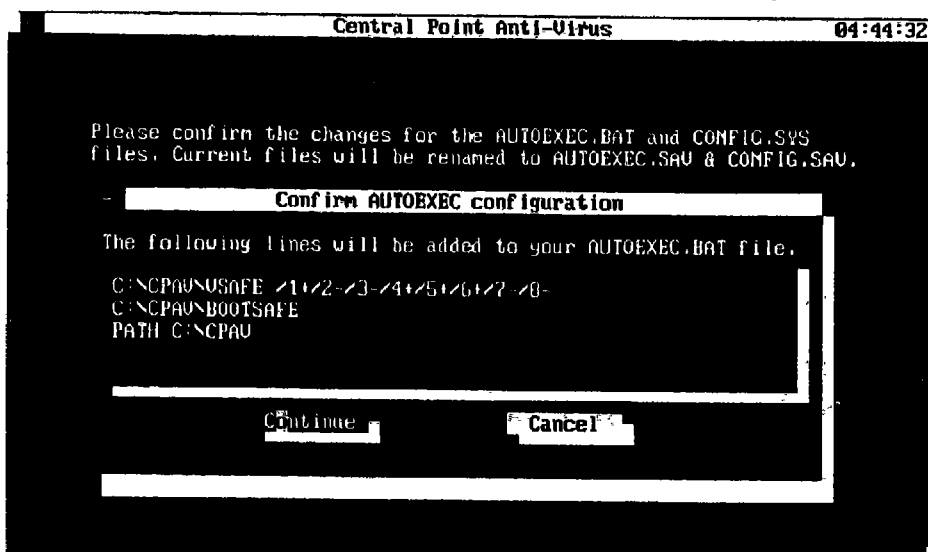 Central Point Anti-Virus 04:44:32
Please confirm the changes for the AUTOEXEC.BAT and CONFIG.SYS
files. Current files will be renamed to AUTOEXEC.SAV & CONFIG.SAV.
Confirm AUTOEXEC configuration
The following lines will be added to your AUTOEXEC.BAT file.
C:\CPAV\VSAFE /1+/2-/3-/4+/5+/6+/7-/8-
C:\CPAV\BOOTSAFE
PATH C:\CPAV
Continue
Cancel